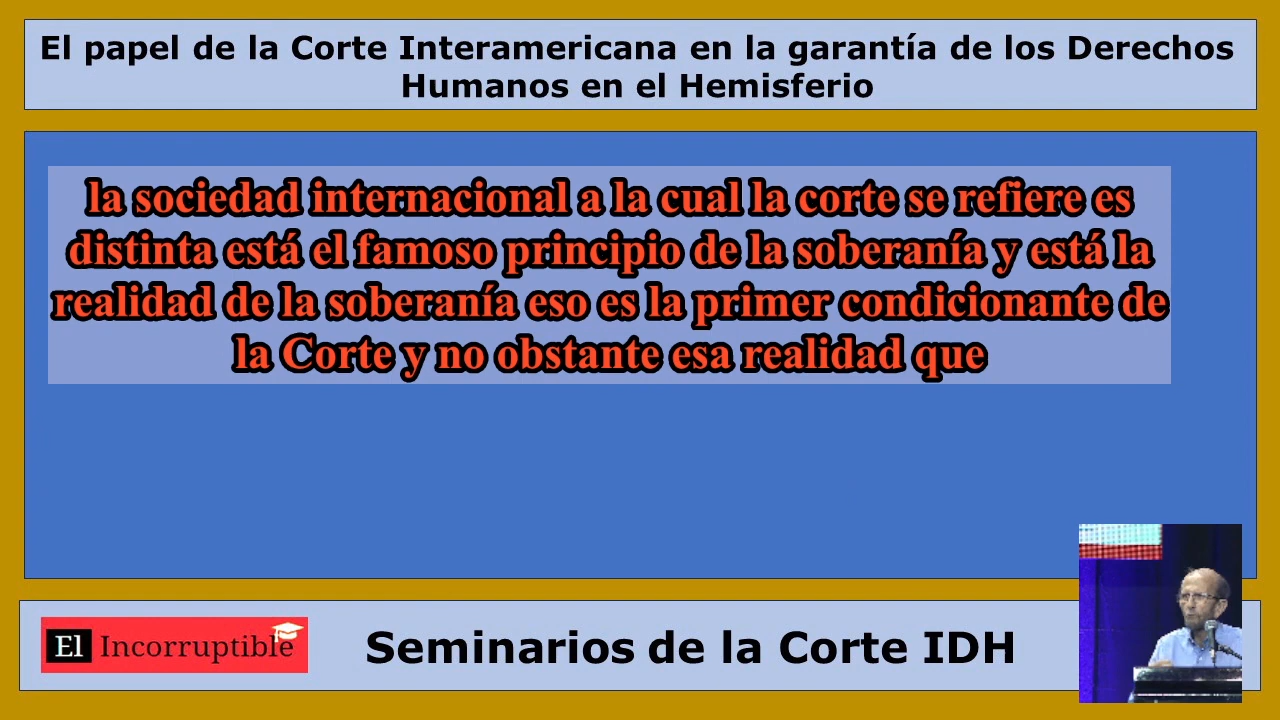 El papel de la Corte Interamericana en la garantía de los Derechos
Humanos en el Hemisferio
la sociedad internacional a la cual la corte se refiere es
distinta está el famoso principio de la soberanía y está la
realidad de la soberanía eso es la primer condicionante de
la Corte y no obstante esa realidad que
El Incorruptible
Seminarios de la Corte IDH